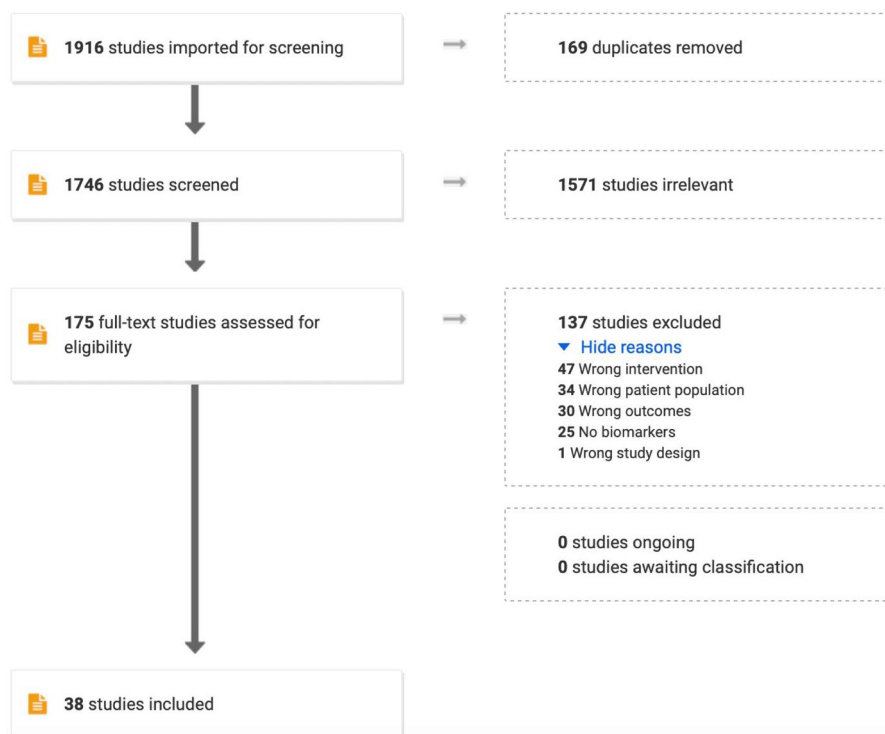 1916 studies imported for screening
169 duplicates removed
1746 studies screened
1571 studies irrelevant
175 full-text studies assessed for
eligibility
137 studies excluded
Hide reasons
47 Wrong intervention
34 Wrong patient population
30 Wrong outcomes
25 No biomarkers
1 Wrong study design
0 studies ongoing
0 studies awaiting classification
38 studies included